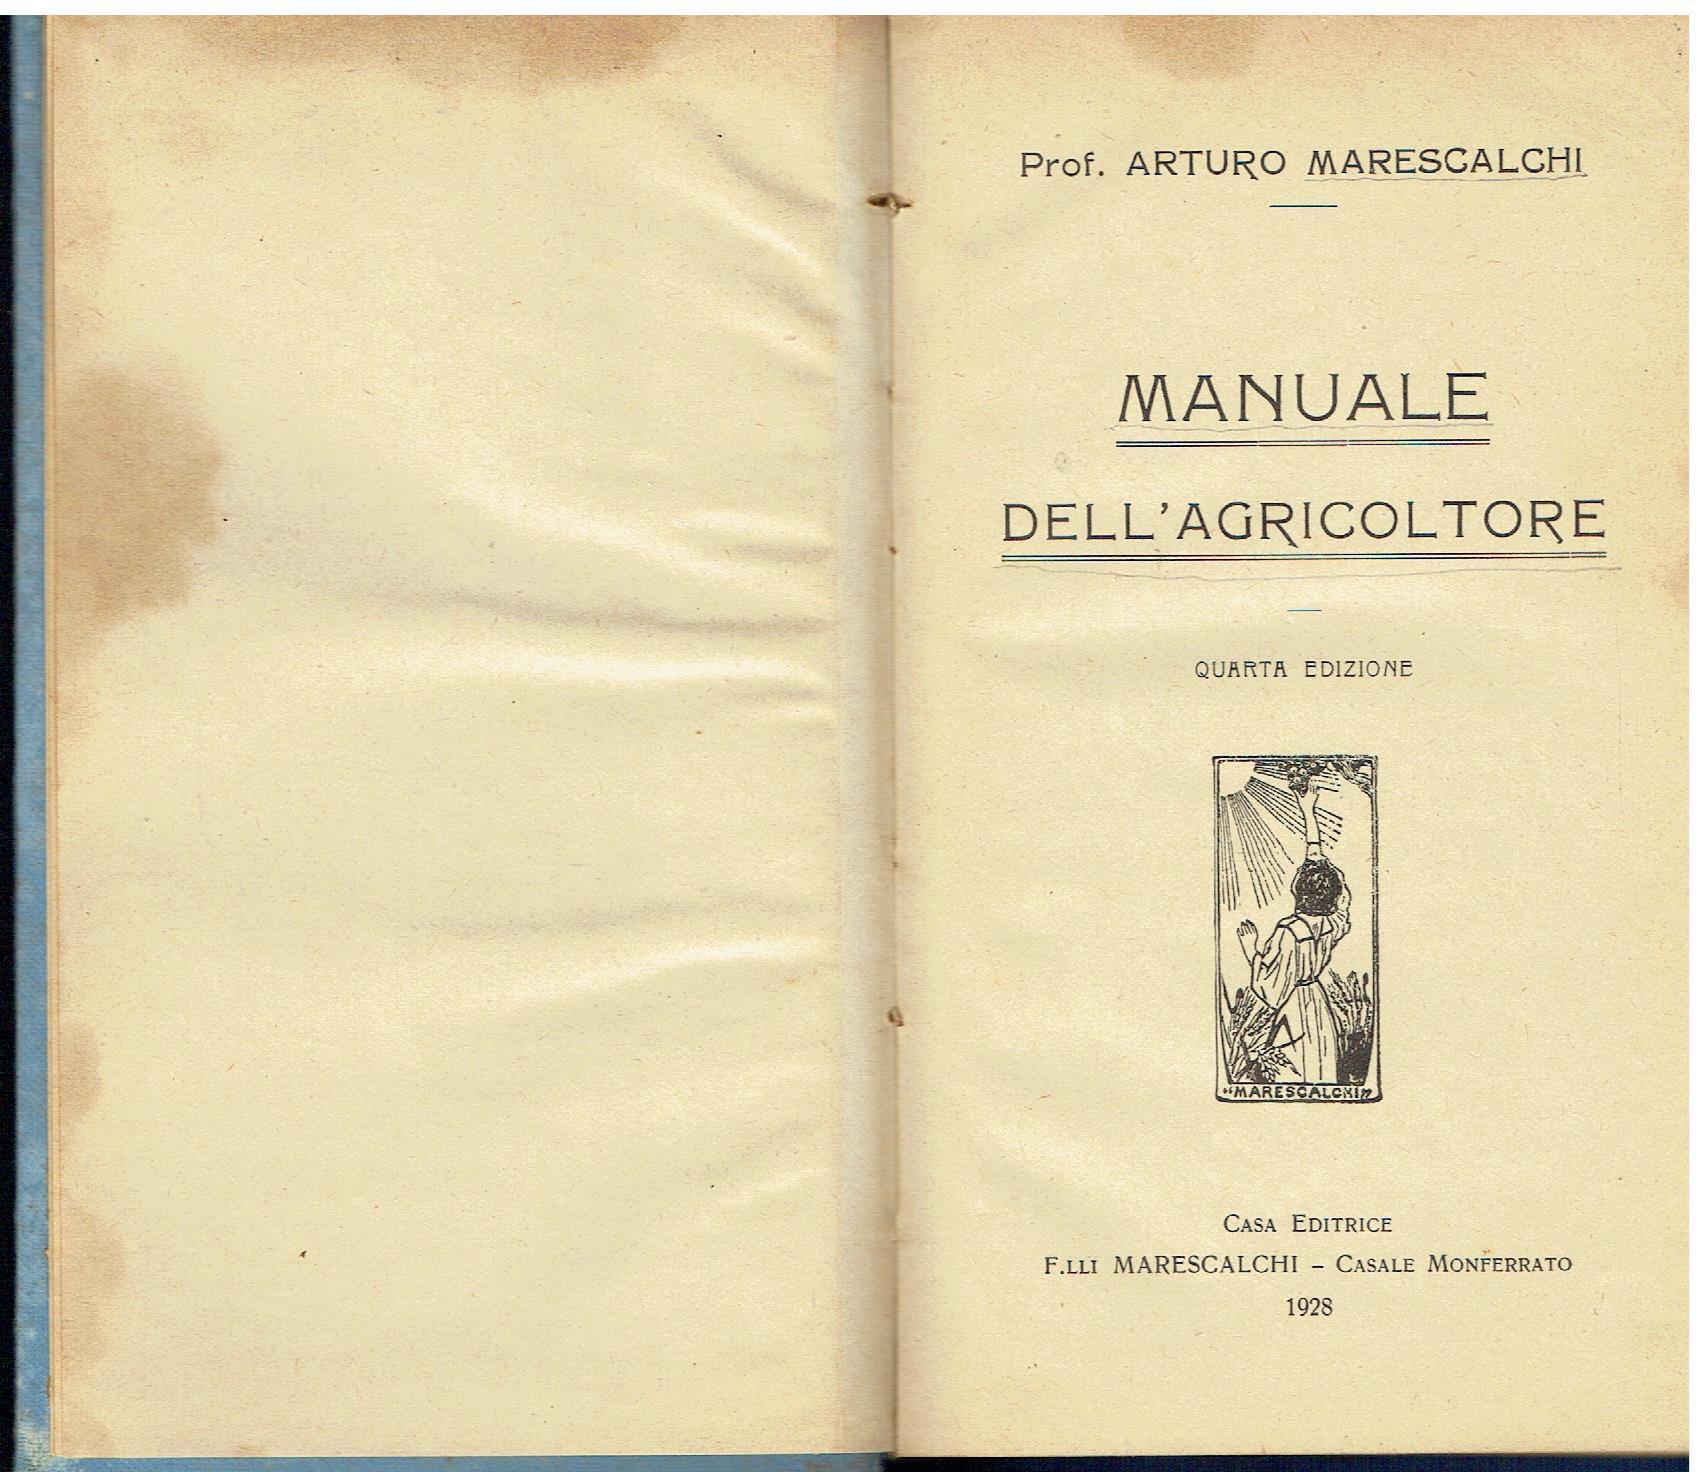 Prof. ARTURO MARESCALCHI
MANUALE
DELL'AGRICOLTORE
QUARTA EDIZIONE
"MARESCALCHI"
CASA EDITRICE
F.LLI MARESCALCHI - CASALE MONFERRATO
1928